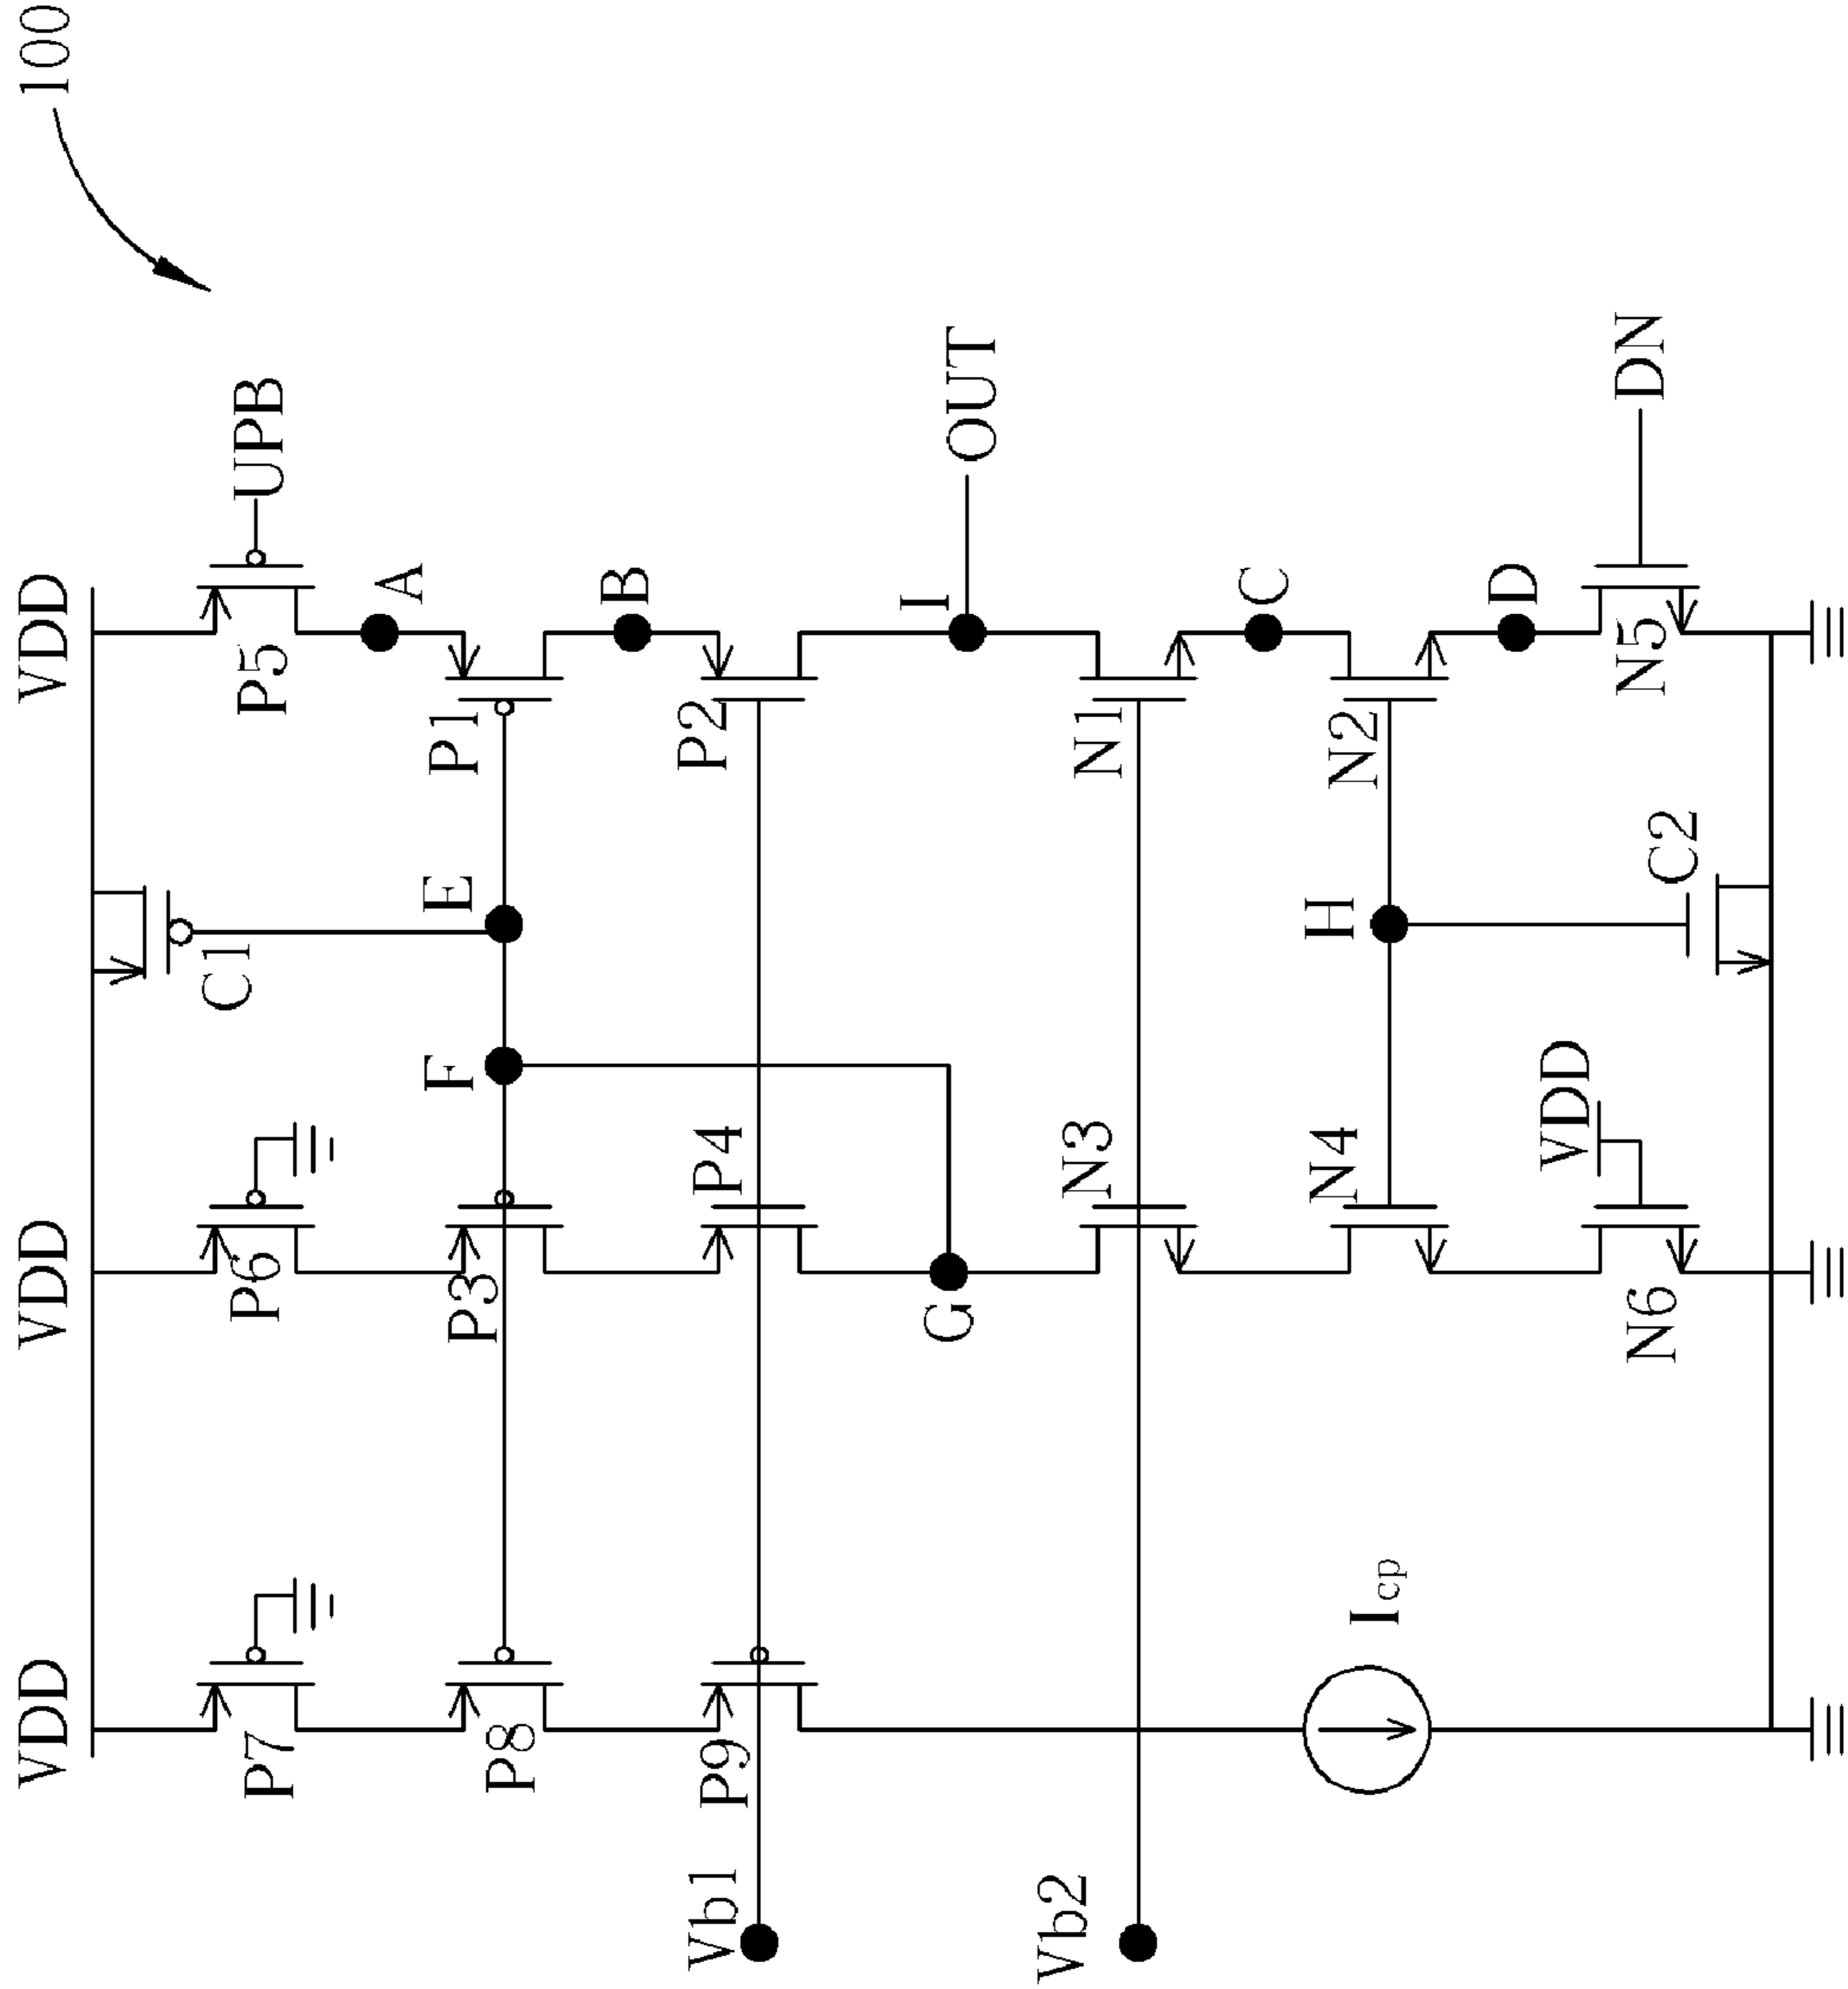 100
VDD
VDD
VDD
UPB
P5
A
P1
B
P2
I
OUT
N1
C
N2
D
N5
DN
C1
E
F
H
C2
P6
P3
P4
G
N3
N4
VDD
N6
P7
P8
P9
Icp
Vb1
Vb2